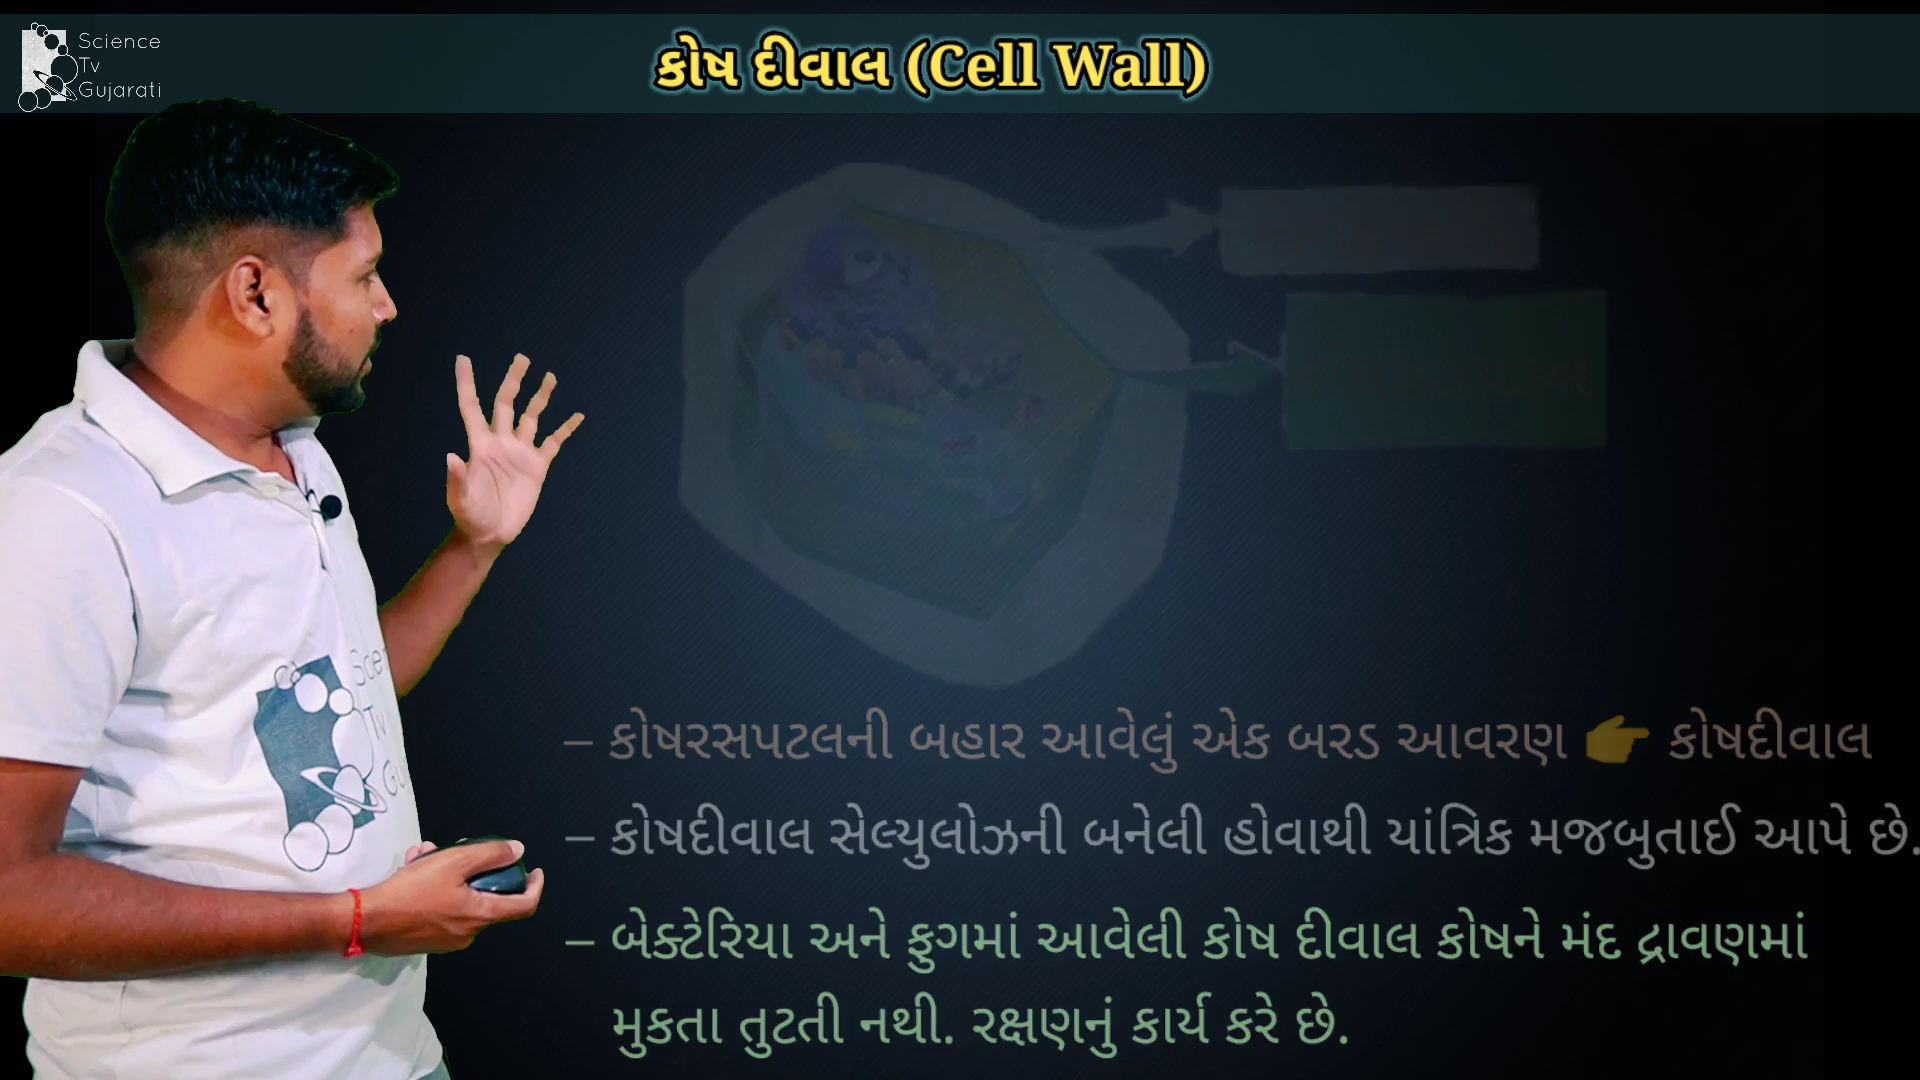 Science
Tv
Gujarati
કોષ દીવાલ (Cell Wall)
– કોષરસપટલની બહાર આવેલું એક બરડ આવરણ 👉 કોષદીવાલ
– કોષદીવાલ સેલ્યુલોઝની બનેલી હોવાથી યાંત્રિક મજબુતાઈ આપે છે.
– બેક્ટેરિયા અને ફુગમાં આવેલી કોષ દીવાલ કોષને મંદ દ્રાવણમાં
મુકતા તુટતી નથી. રક્ષણનું કાર્ય કરે છે.